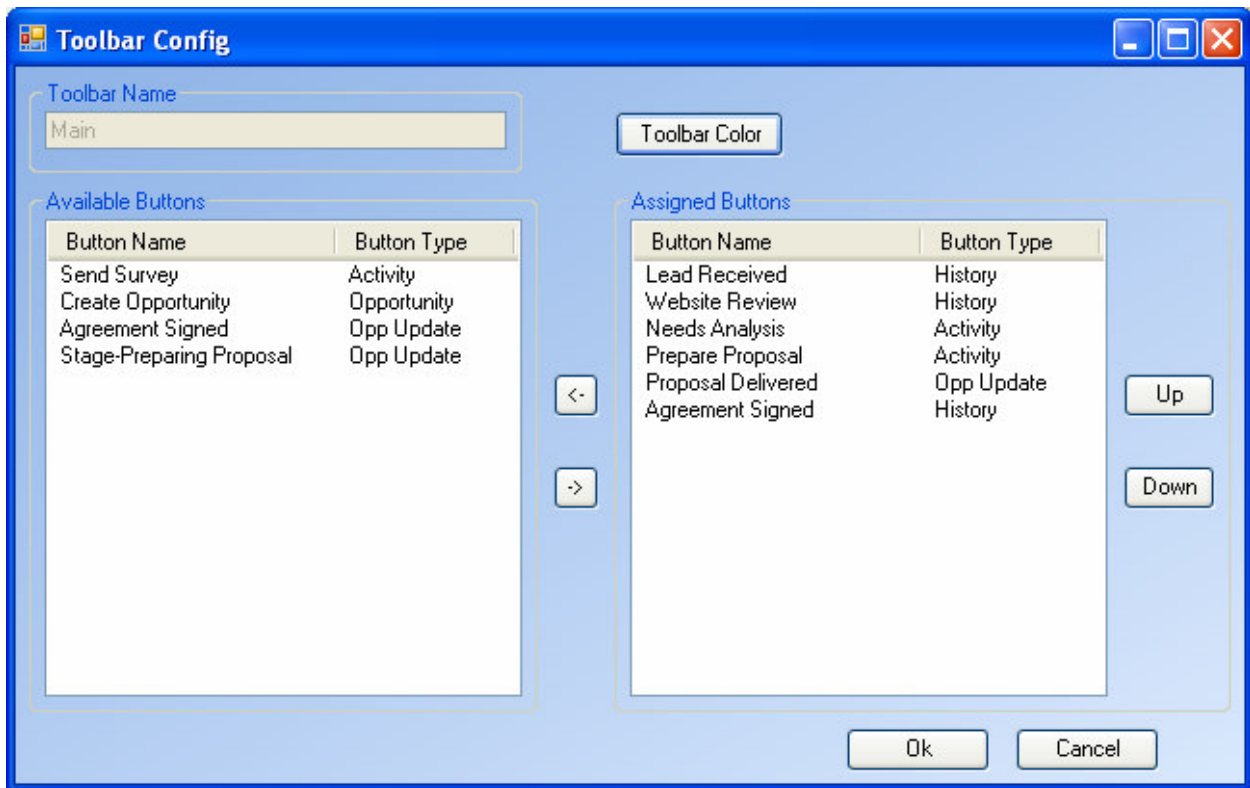 Toolbar Config
Toolbar Name
Main
Toolbar Color
Available Buttons
Button Name Button Type
Send Survey Activity
Create Opportunity Opportunity
Agreement Signed Opp Update
Stage-Preparing Proposal Opp Update
<-
->
Assigned Buttons
Button Name Button Type
Lead Received History
Website Review History
Needs Analysis Activity
Prepare Proposal Activity
Proposal Delivered Opp Update
Agreement Signed History
Up
Down
Ok Cancel